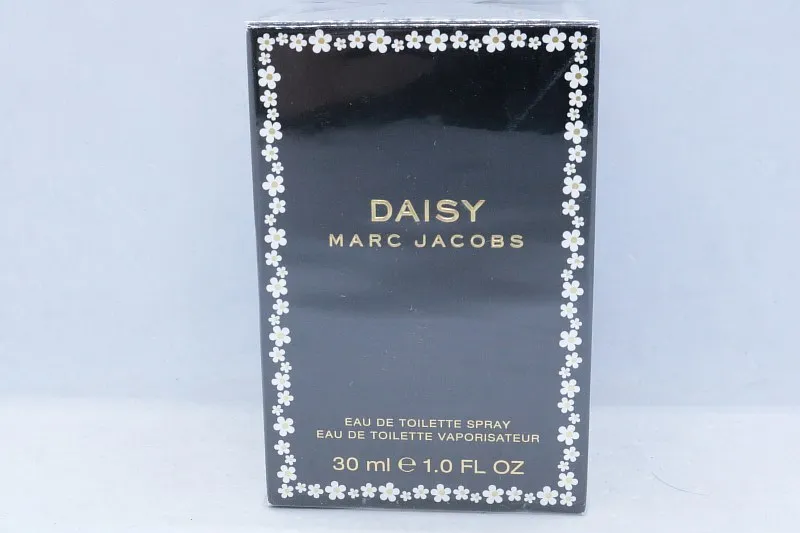 DAISY
MARC JACOBS
EAU DE TOILETTE SPRAY
EAU DE TOILETTE VAPORISATEUR
30 ml ℮ 1.0 FL OZ